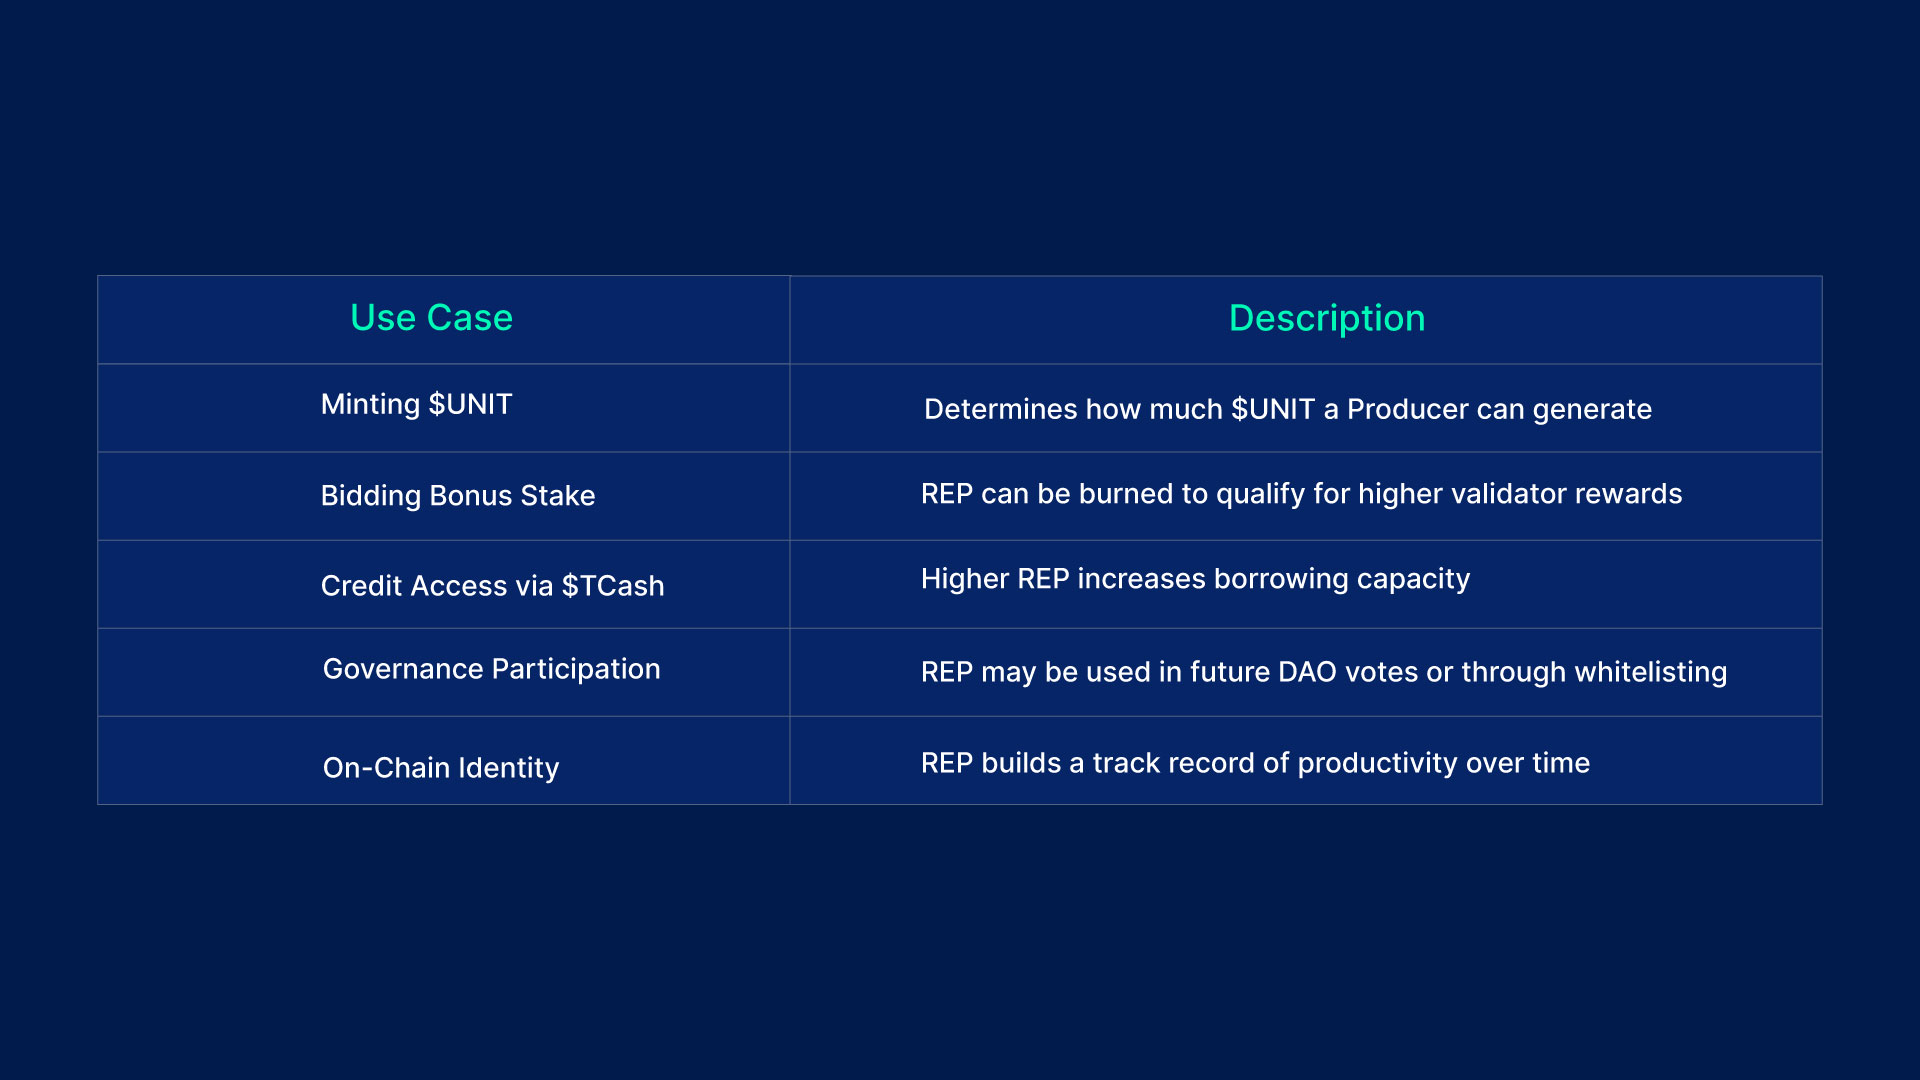 Use Case
Description
Minting $UNIT
Determines how much $UNIT a Producer can generate
Bidding Bonus Stake
REP can be burned to qualify for higher validator rewards
Credit Access via $TCash
Higher REP increases borrowing capacity
Governance Participation
REP may be used in future DAO votes or through whitelisting
On-Chain Identity
REP builds a track record of productivity over time